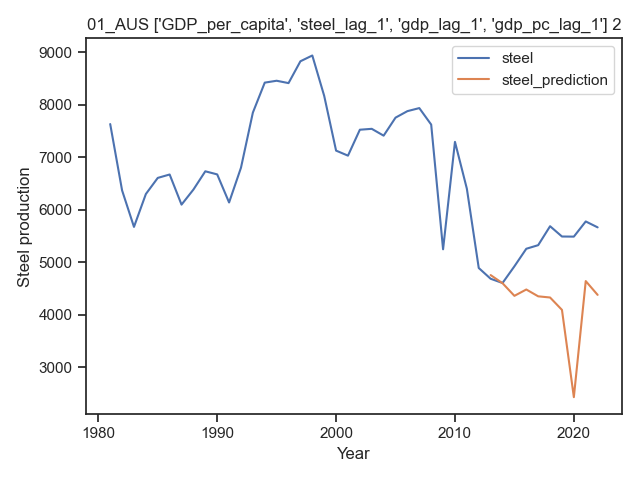 01_AUS ['GDP_per_capita', 'steel_lag_1', 'gdp_lag_1', 'gdp_pc_lag_1'] 2
steel
steel_prediction
9000
8000
7000
6000
5000
4000
3000
Steel production
1980
1990
2000
2010
2020
Year